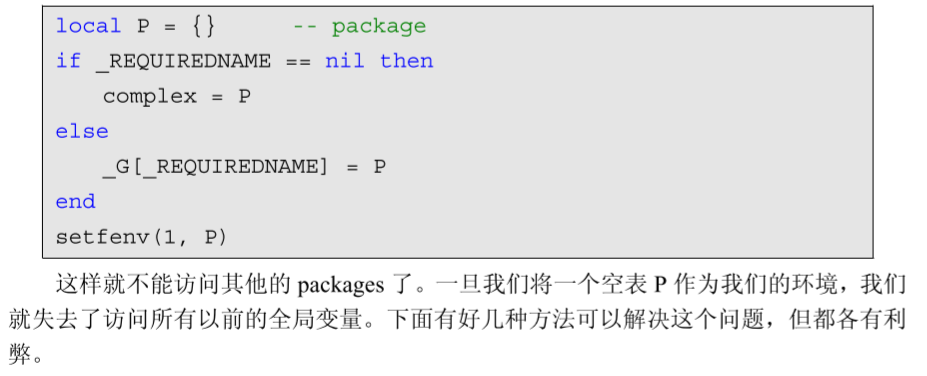 local P = {}      -- package
if _REQUIREDNAME == nil then
    complex = P
else
    _G[_REQUIREDNAME] = P
end
setfenv(1, P)
这样就不能访问其他的 packages 了。一旦我们将一个空表 P 作为我们的环境，我们
就失去了访问所有以前的全局变量。下面有好几种方法可以解决这个问题，但都各有利
弊。